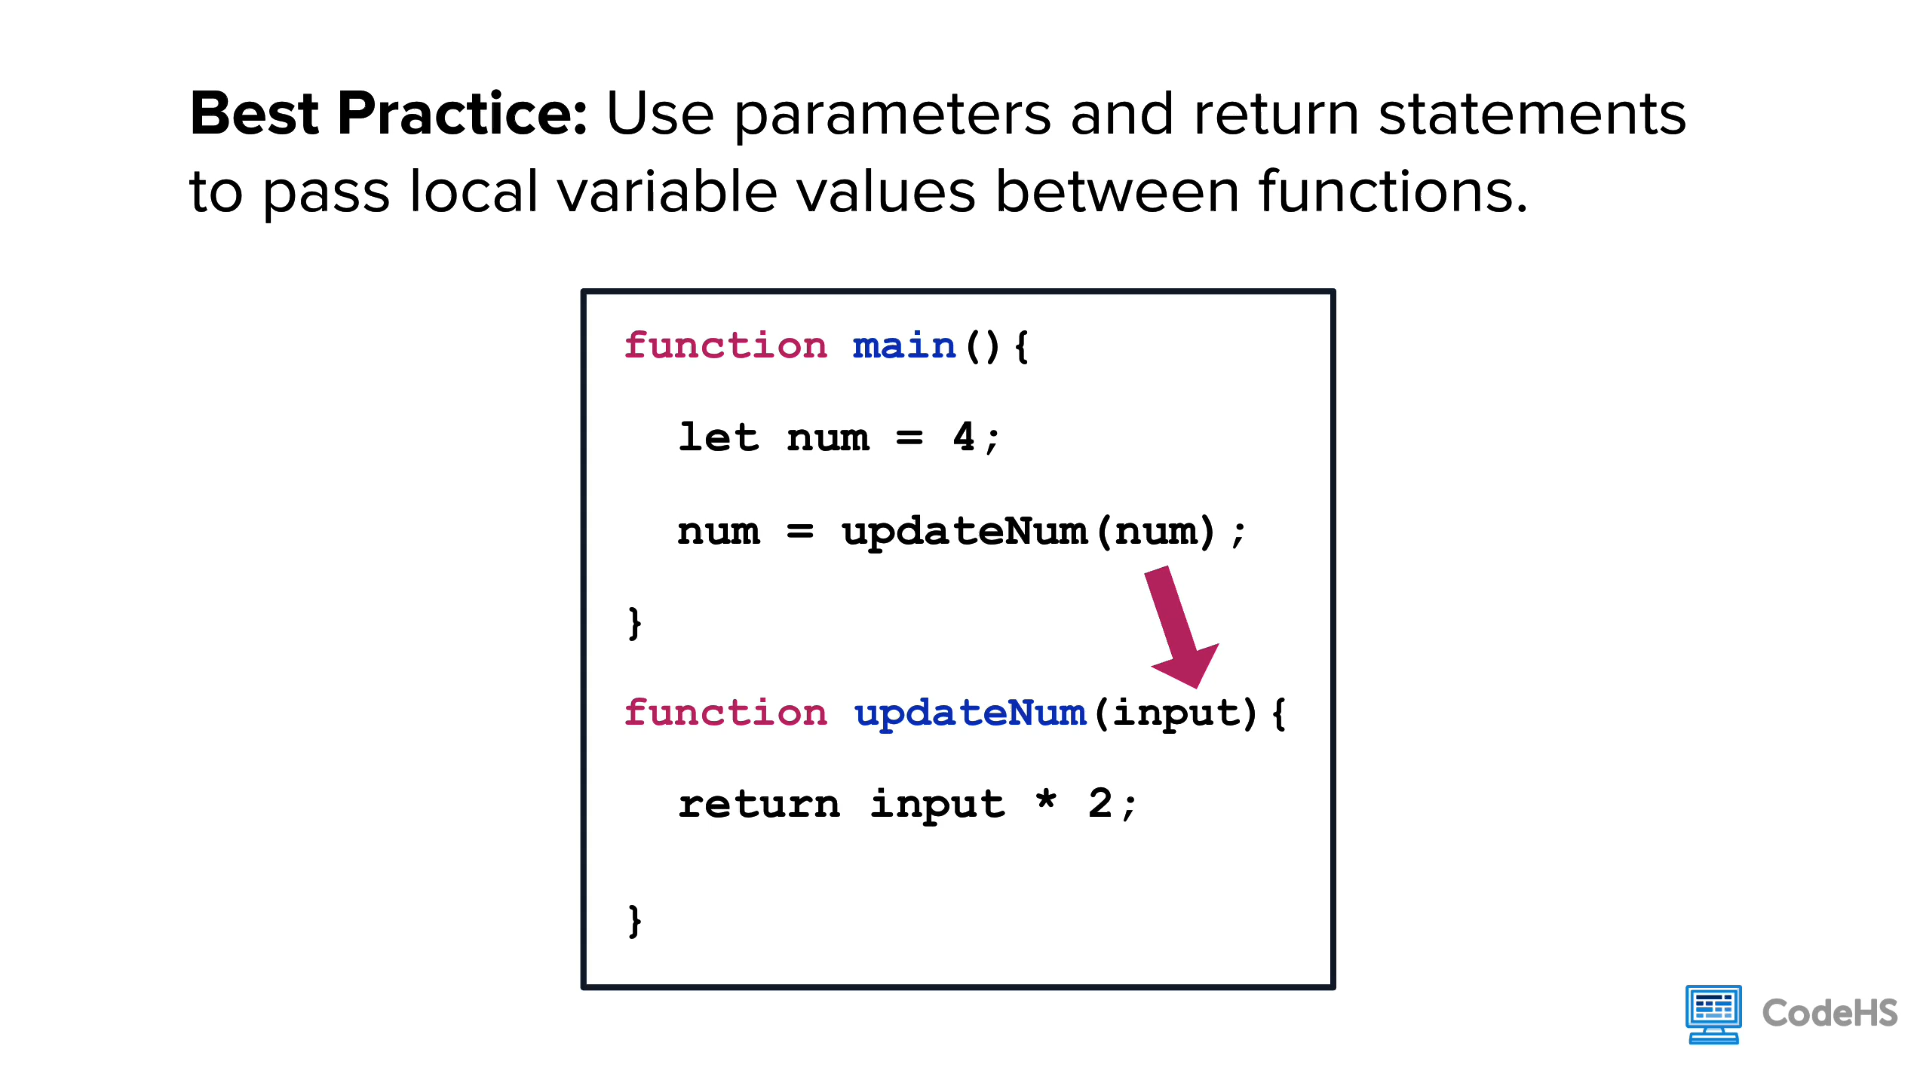 Best Practice: Use parameters and return statements
to pass local variable values between functions.
function main(){
let num = 4;
num = updateNum(num);
}
function updateNum(input){
return input * 2;
}
CodeHS